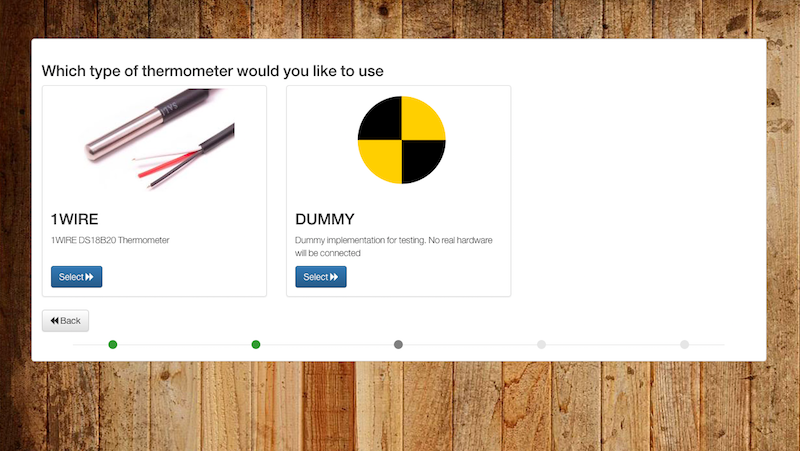 Which type of thermometer would you like to use
1WIRE
1WIRE DS18B20 Thermometer
Select
DUMMY
Dummy implementation for testing. No real hardware
will be connected
Select
Back